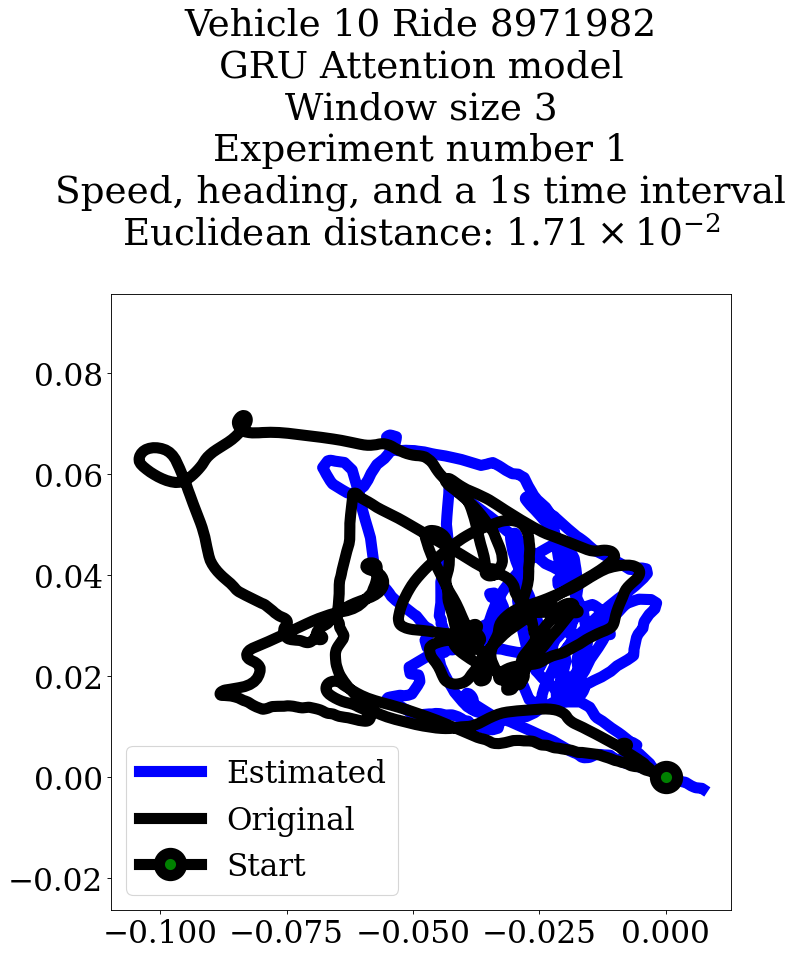 Vehicle 10 Ride 8971982
GRU Attention model
Window size 3
Experiment number 1
Speed, heading, and a 1s time interval
Euclidean distance: 1.71 × 10⁻²
0.08
0.06
0.04
0.02
0.00
−0.02
Estimated
Original
Start
−0.100 −0.075 −0.050 −0.025 0.000